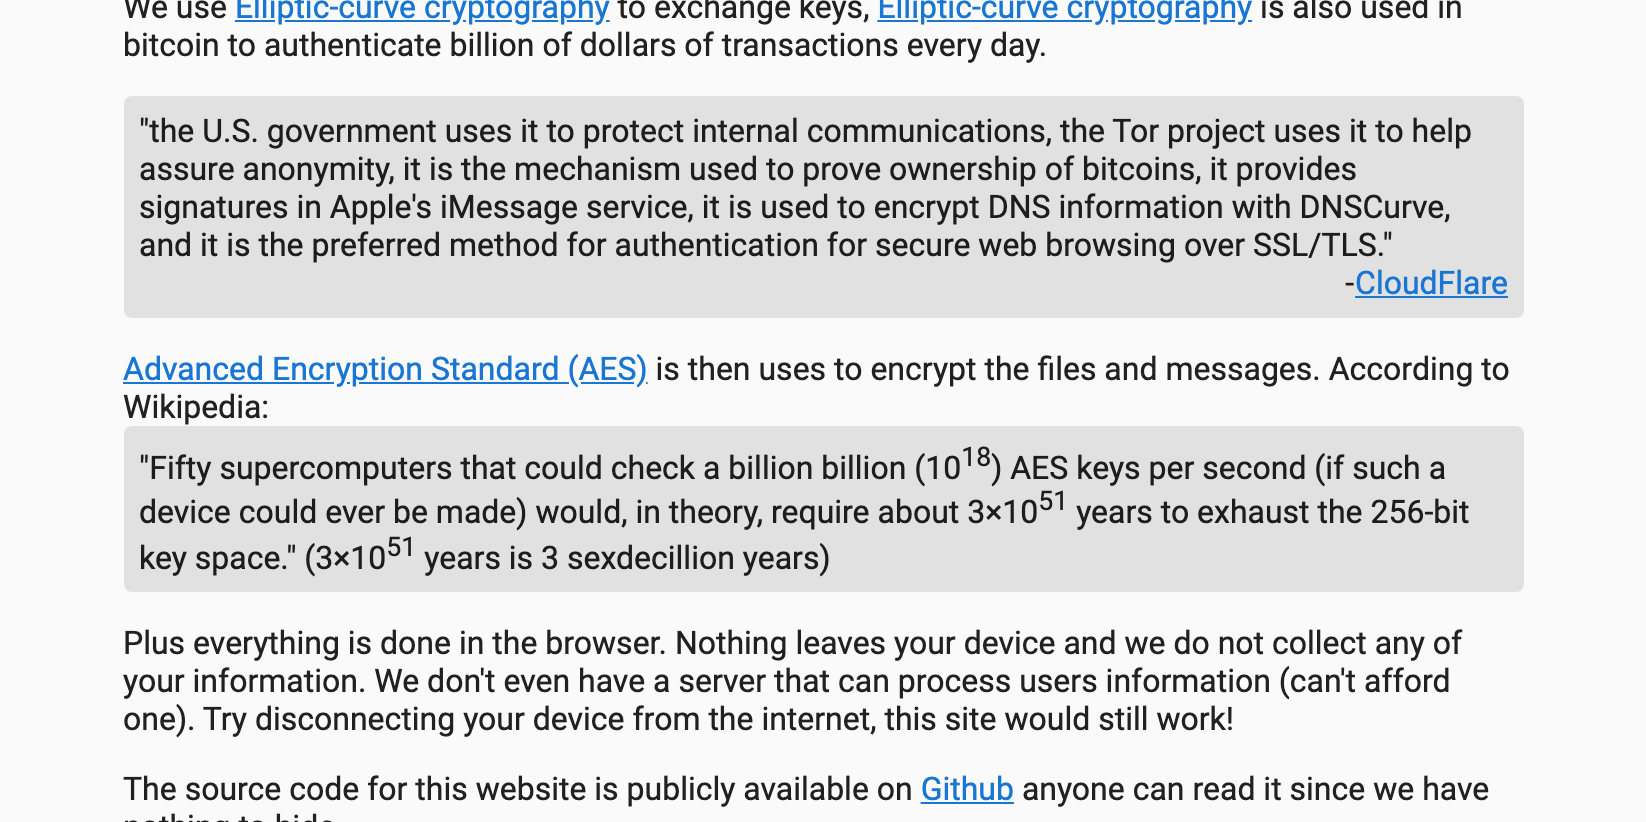 We use Elliptic-curve cryptography to exchange keys, Elliptic-curve cryptography is also used in
bitcoin to authenticate billion of dollars of transactions every day.
"the U.S. government uses it to protect internal communications, the Tor project uses it to help
assure anonymity, it is the mechanism used to prove ownership of bitcoins, it provides
signatures in Apple's iMessage service, it is used to encrypt DNS information with DNSCurve,
and it is the preferred method for authentication for secure web browsing over SSL/TLS."
-CloudFlare
Advanced Encryption Standard (AES) is then uses to encrypt the files and messages. According to
Wikipedia:
"Fifty supercomputers that could check a billion billion (10¹⁸) AES keys per second (if such a
device could ever be made) would, in theory, require about 3×10⁵¹ years to exhaust the 256-bit
key space." (3×10⁵¹ years is 3 sexdecillion years)
Plus everything is done in the browser. Nothing leaves your device and we do not collect any of
your information. We don't even have a server that can process users information (can't afford
one). Try disconnecting your device from the internet, this site would still work!
The source code for this website is publicly available on Github anyone can read it since we have
nothing to hide